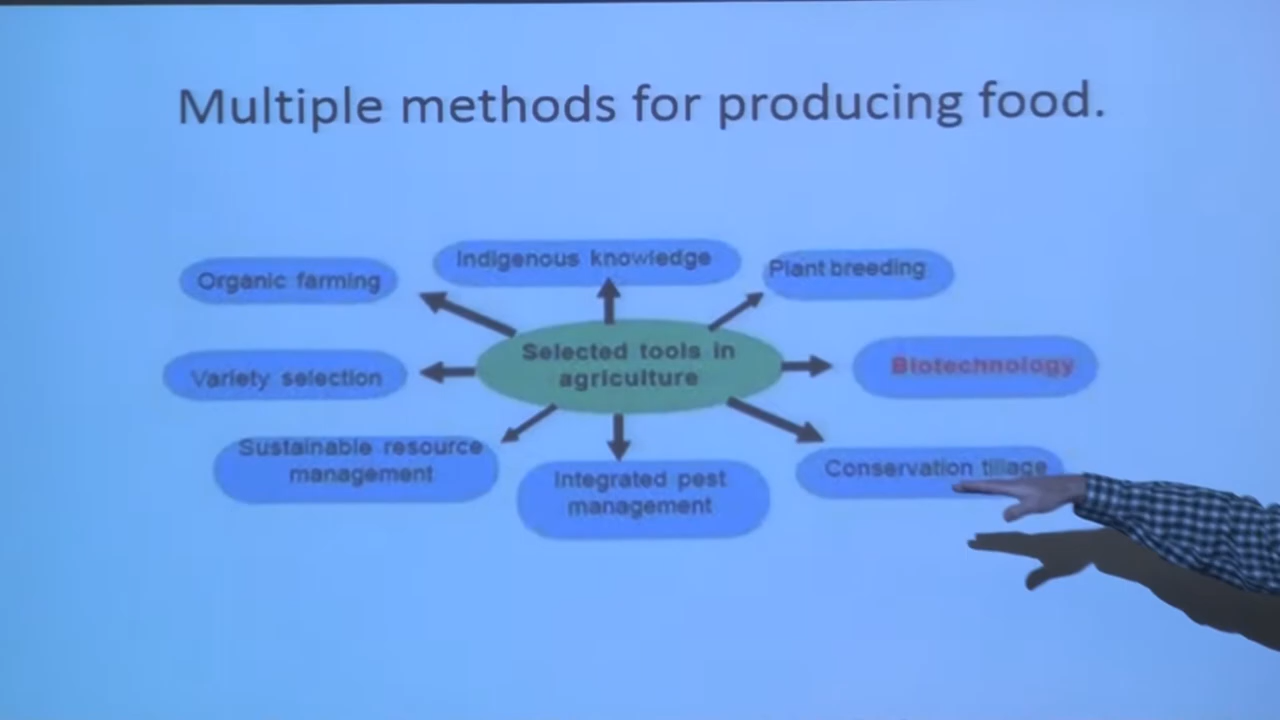 Multiple methods for producing food.
Indigenous knowledge
Organic farming
Plant breeding
Selected tools in
agriculture
Biotechnology
Variety selection
Sustainable resource
management
Integrated pest
management
Conservation tillage